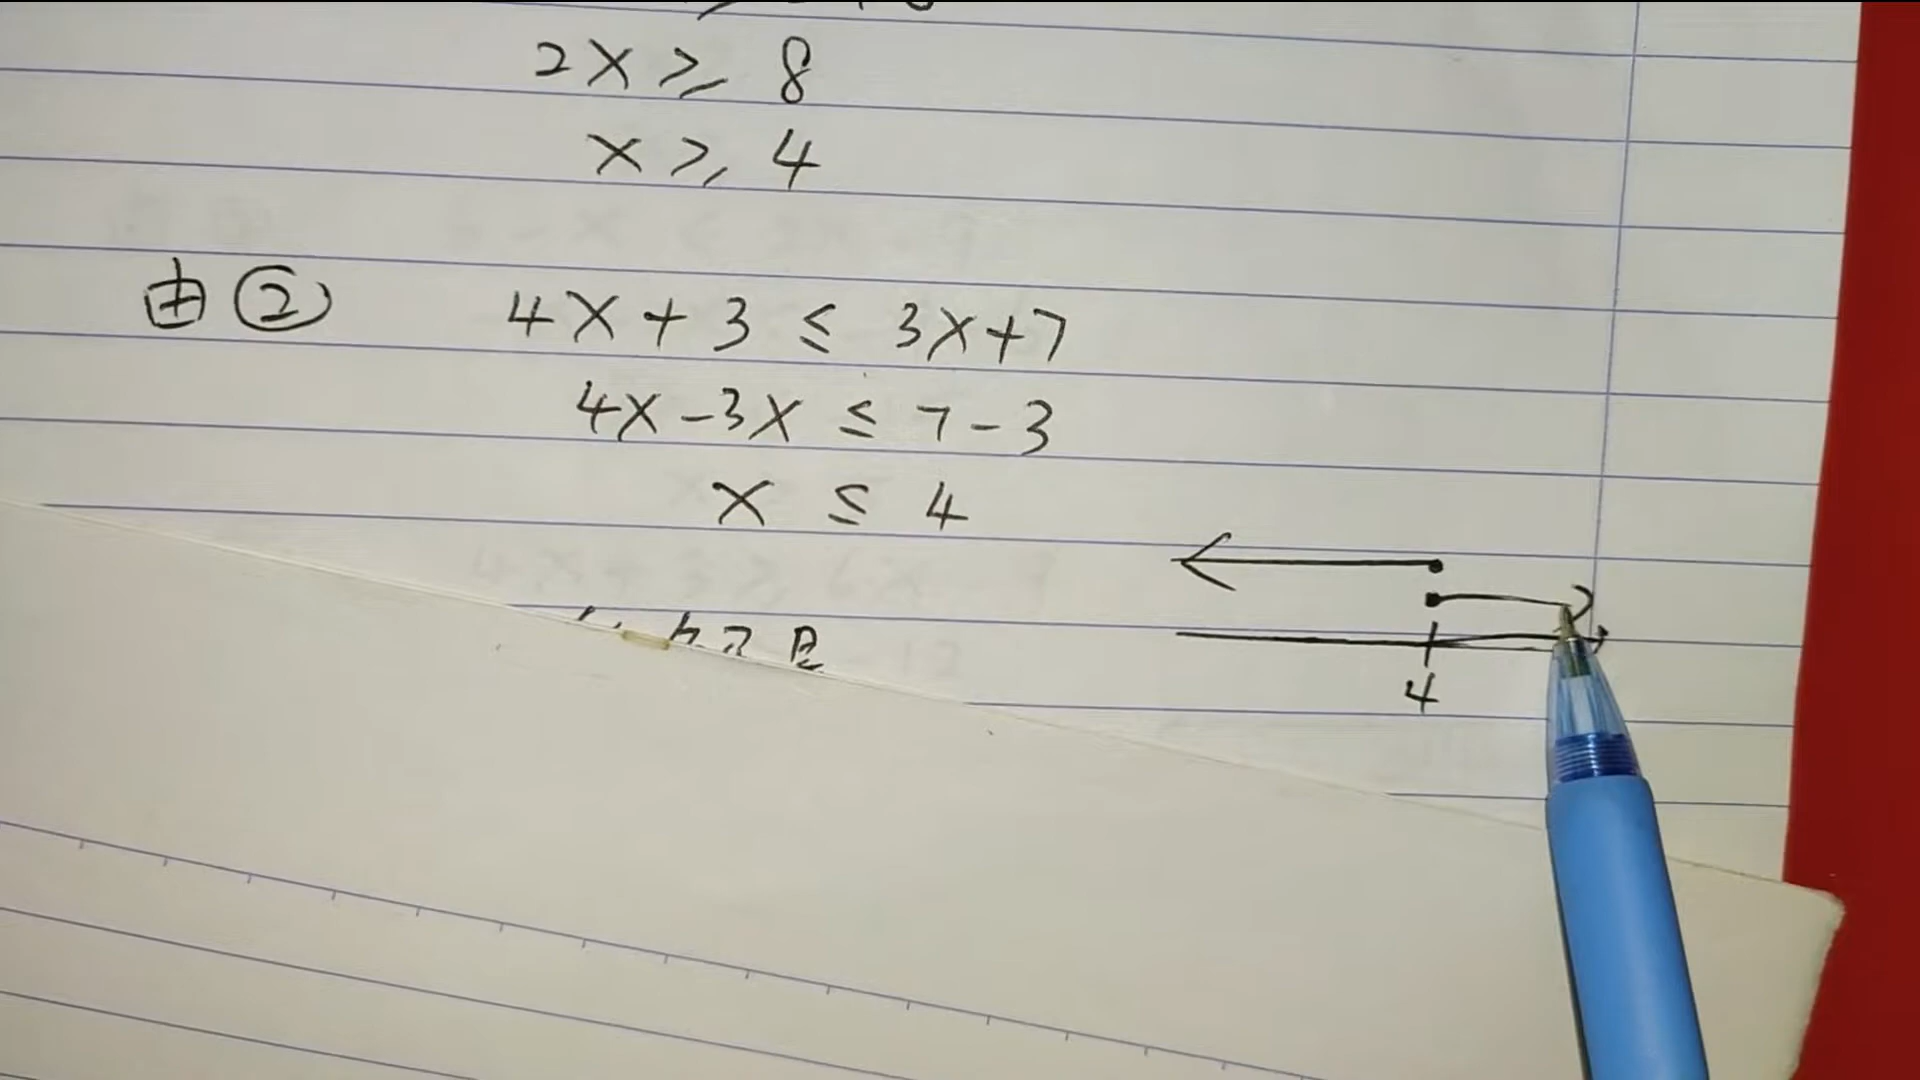 2x ≥ 8
x ≥ 4
由② 4x + 3 ≤ 3x+7
4x -3x ≤ 7-3
x ≤ 4
4